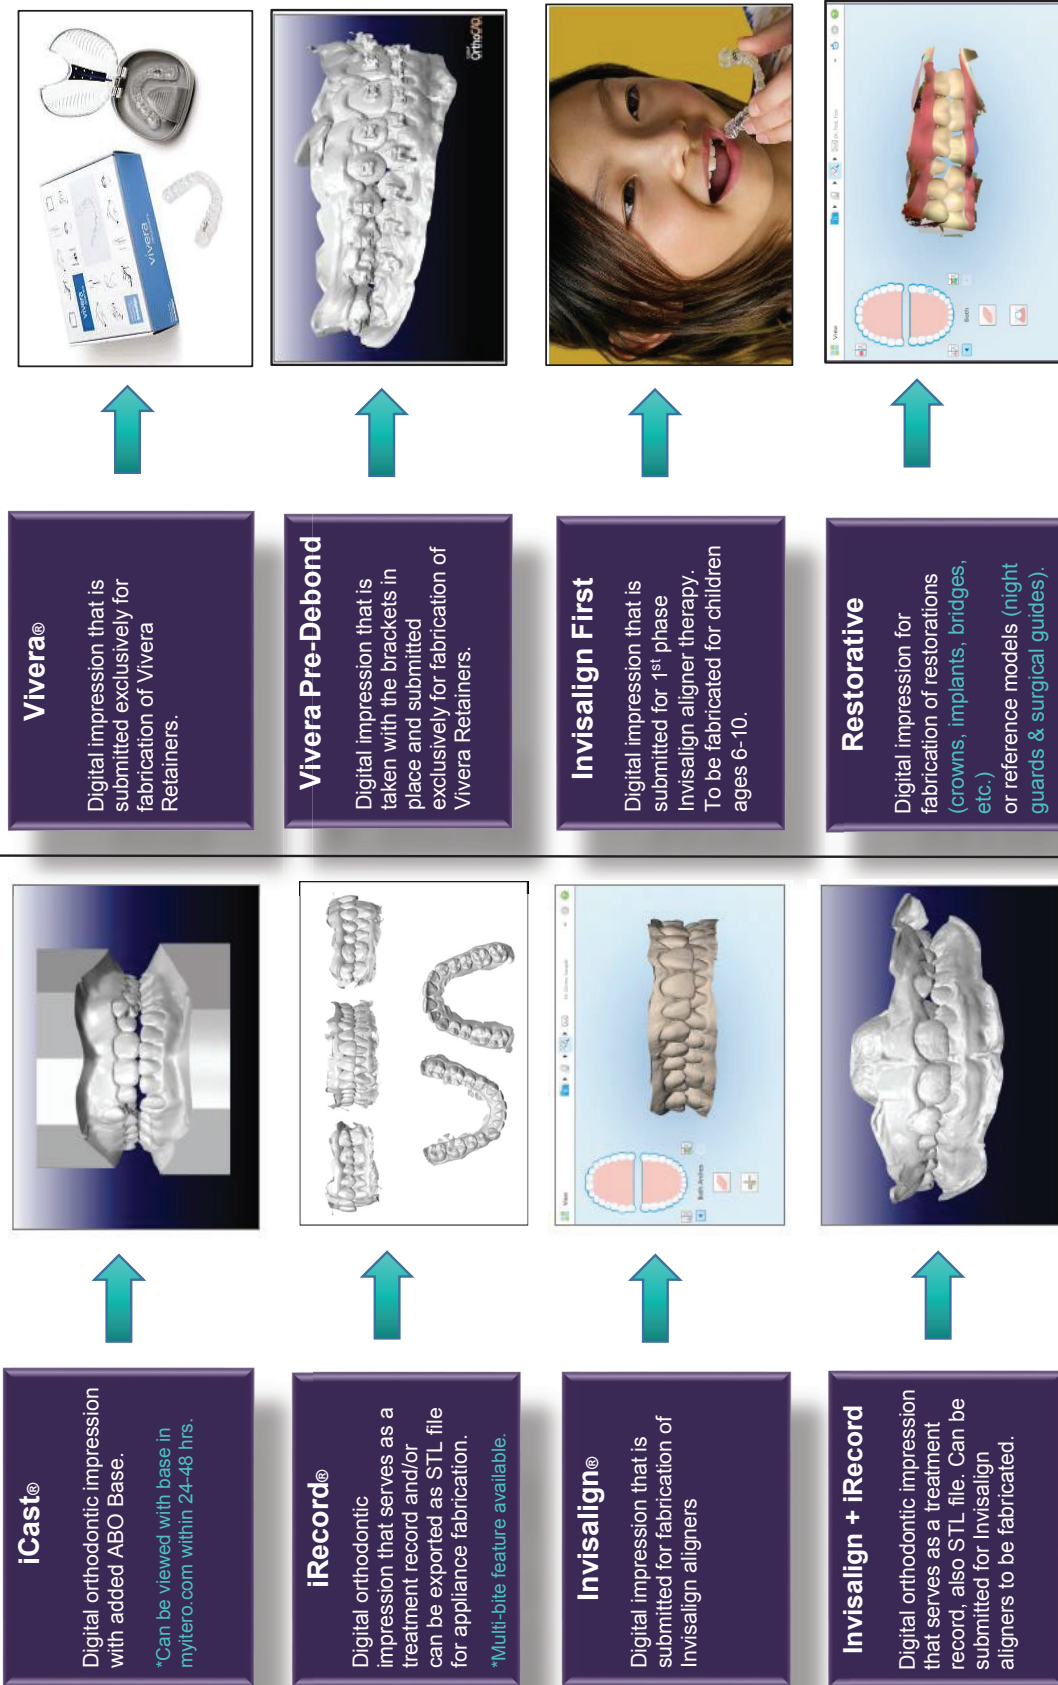 iCast®
Digital orthodontic impression
with added ABO Base.
*Can be viewed with base in
myitero.com within 24-48 hrs.
iRecord®
Digital orthodontic
impression that serves as a
treatment record and/or
can be exported as STL file
for appliance fabrication.
*Multi-bite feature available.
Invisalign®
Digital impression that is
submitted for fabrication of
Invisalign aligners
View
Both Arches
Invisalign + iRecord
Digital orthodontic impression
that serves as a treatment
record, also STL file. Can be
submitted for Invisalign
aligners to be fabricated.
Vivera®
Digital impression that is
submitted exclusively for
fabrication of Vivera
Retainers.
vivera
vivera
Vivera Pre-Debond
Digital impression that is
taken with the brackets in
place and submitted
exclusively for fabrication of
Vivera Retainers.
OrthoCAD
Invisalign First
Digital impression that is
submitted for 1st phase
Invisalign aligner therapy.
To be fabricated for children
ages 6-10.
Restorative
Digital impression for
fabrication of restorations
(crowns, implants, bridges,
etc.)
or reference models (night
guards & surgical guides).
View
Both